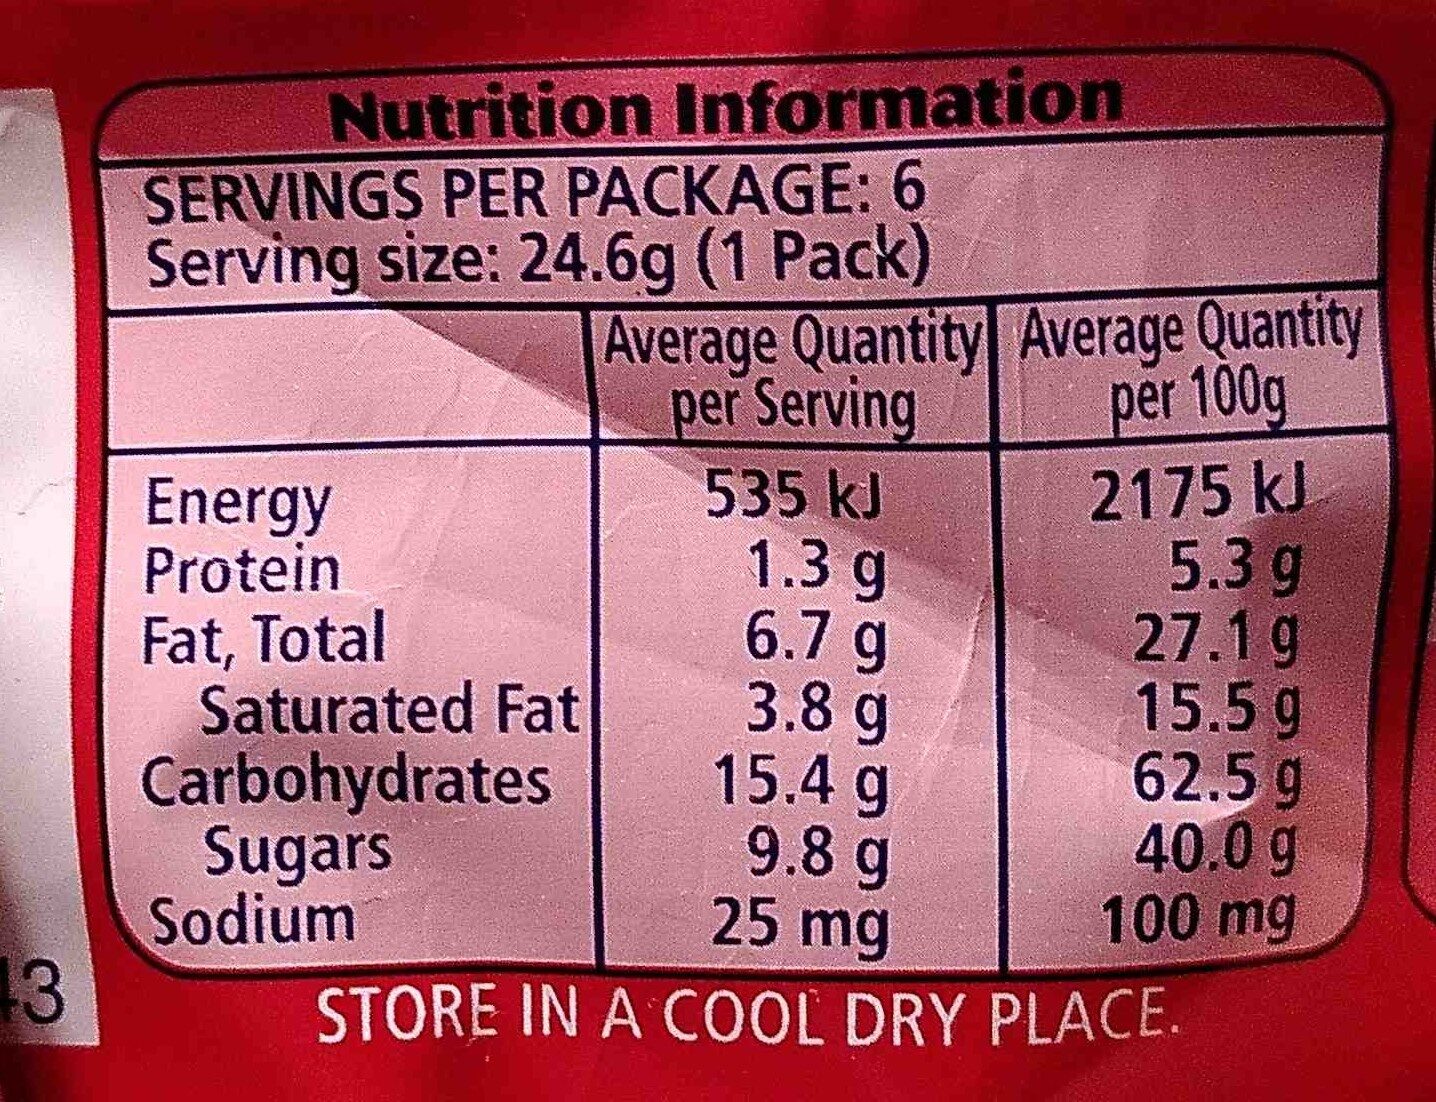 Nutrition Information
SERVINGS PER PACKAGE: 6
Serving size: 24.6g (1 Pack)
Average Quantity Average Quantity
per Serving per 100g
Energy 535 kJ 2175 kJ
Protein 1.3 g 5.3 g
Fat, Total 6.7 g 27.1 g
Saturated Fat 3.8 g 15.5 g
Carbohydrates 15.4 g 62.5 g
Sugars 9.8 g 40.0 g
Sodium 25 mg 100 mg
STORE IN A COOL DRY PLACE.